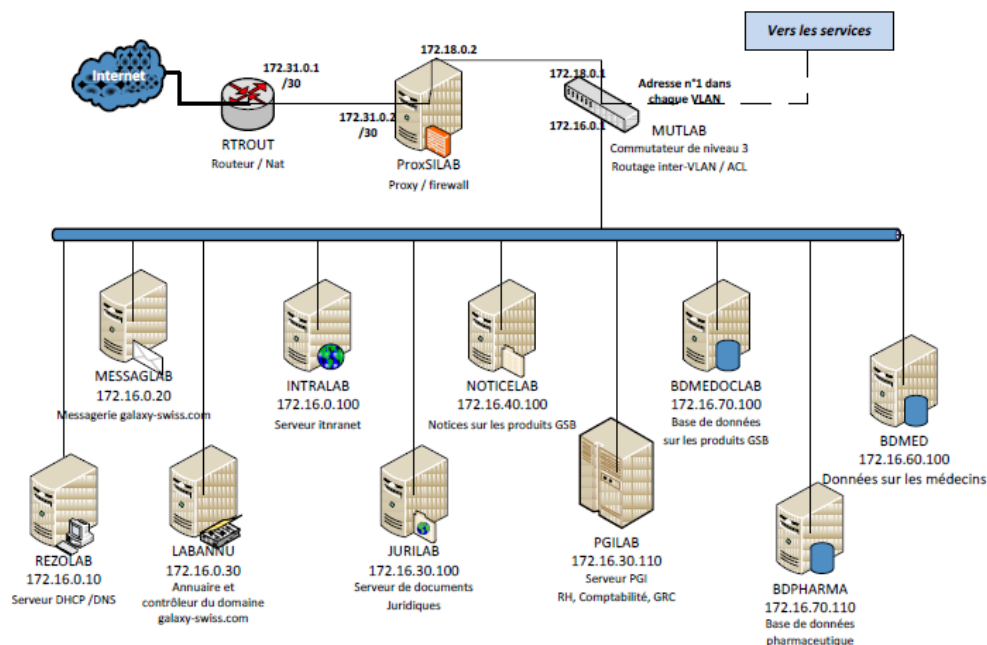 Vers les services
172.18.0.2
Internet
172.31.0.1
/30
172.18.0.1
Adresse n°1 dans
chaque VLAN
172.31.0.2
/30
172.16.0.1
RTROUT
Routeur / Nat
ProxSILAB
Proxy / firewall
MUTLAB
Commutateur de niveau 3
Routage inter-VLAN / ACL
MESSAGLAB
172.16.0.20
Messagerie galaxy-swiss.com
INTRALAB
172.16.0.100
Serveur itnranet
NOTICELAB
172.16.40.100
Notices sur les produits GSB
BDMEDOCLAB
172.16.70.100
Base de données
sur les produits GSB
BDMED
172.16.60.100
Données sur les médecins
REZOLAB
172.16.0.10
Serveur DHCP /DNS
LABANNU
172.16.0.30
Annuaire et
contrôleur du domaine
galaxy-swiss.com
JURILAB
172.16.30.100
Serveur de documents
Juridiques
PGILAB
172.16.30.110
Serveur PGI
RH, Comptabilité, GRC
BDPHARMA
172.16.70.110
Base de données
pharmaceutique